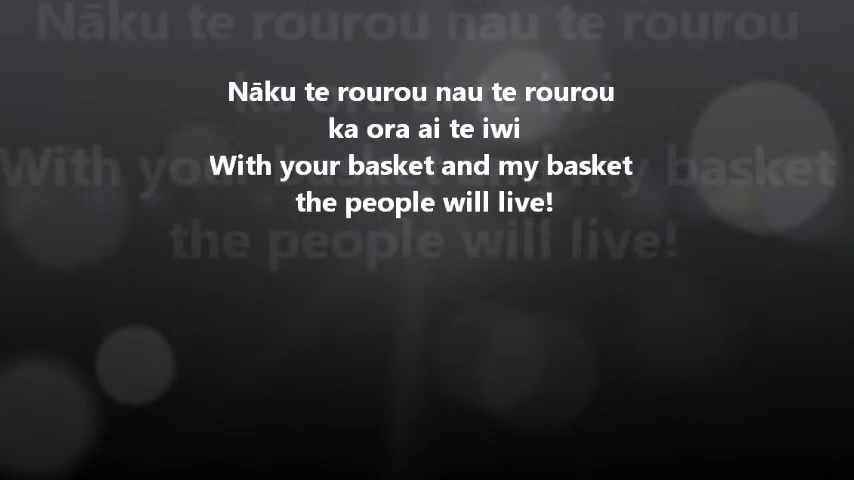 Nāku te rourou nau te rourou
ka ora ai te iwi
With your basket and my basket
the people will live!